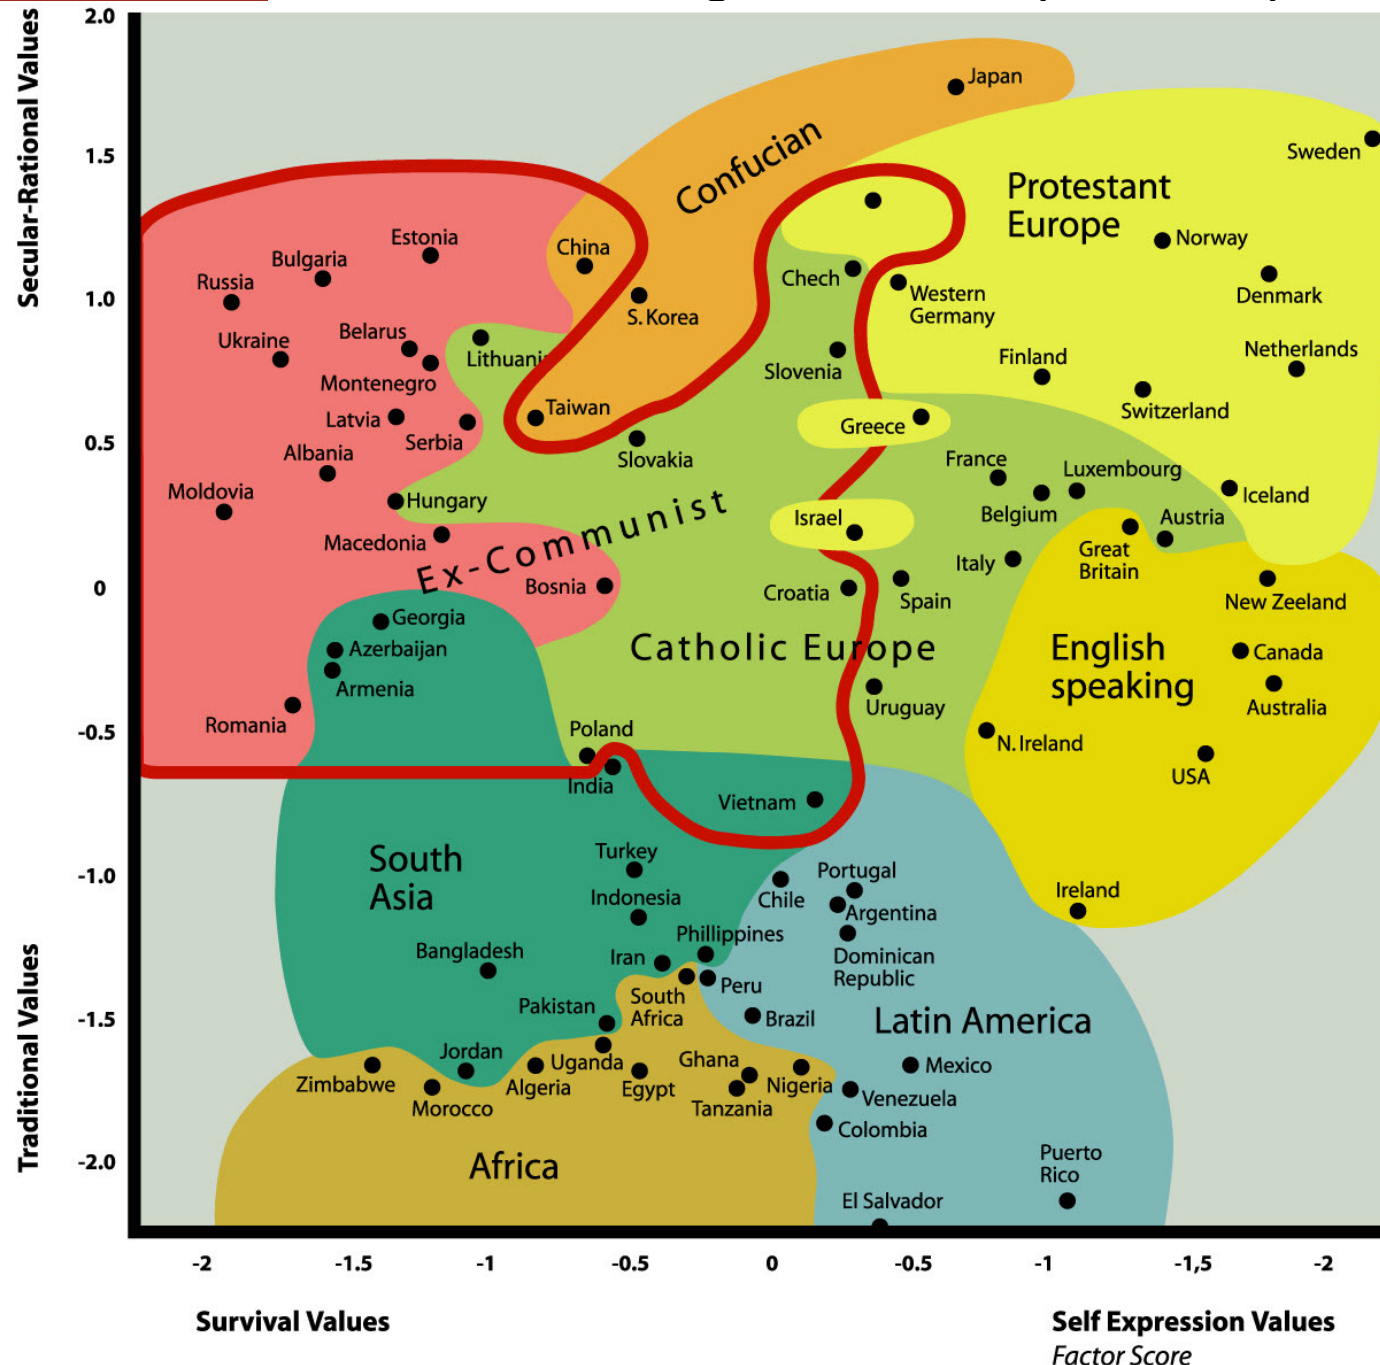 2.0
Secular-Rational Values
Japan
1.5
Confucian
Sweden
Protestant
Europe
Estonia
China
Norway
Bulgaria
Chech
Russia
1.0
Western
Germany
Denmark
S. Korea
Ukraine
Belarus
Lithuani
Slovenia
Finland
Netherlands
Montenegro
Taiwan
Switzerland
Latvia
Serbia
Greece
0.5
Albania
Slovakia
France
Luxembourg
Moldovia
Hungary
Belgium
Iceland
Israel
Austria
Macedonia
Ex-Communist
Great
Britain
Italy
0
Bosnia
Croatia
Spain
New Zeeland
Georgia
Azerbaijan
Catholic Europe
English
speaking
Canada
Armenia
Uruguay
Australia
Romania
-0.5
Poland
N. Ireland
India
USA
Vietnam
South
Asia
Turkey
-1.0
Portugal
Ireland
Indonesia
Chile
Argentina
Phillippines
Bangladesh
Iran
Dominican
Republic
Traditional Values
Peru
South
Africa
Pakistan
-1.5
Brazil
Latin America
Jordan
Uganda
Ghana
Mexico
Zimbabwe
Algeria
Egypt
Nigeria
Morocco
Tanzania
Venezuela
Colombia
-2.0
Africa
Puerto
Rico
El Salvador
-2 -1.5 -1 -0.5 0 -0.5 -1 -1,5 -2
Survival Values
Self Expression Values
Factor Score